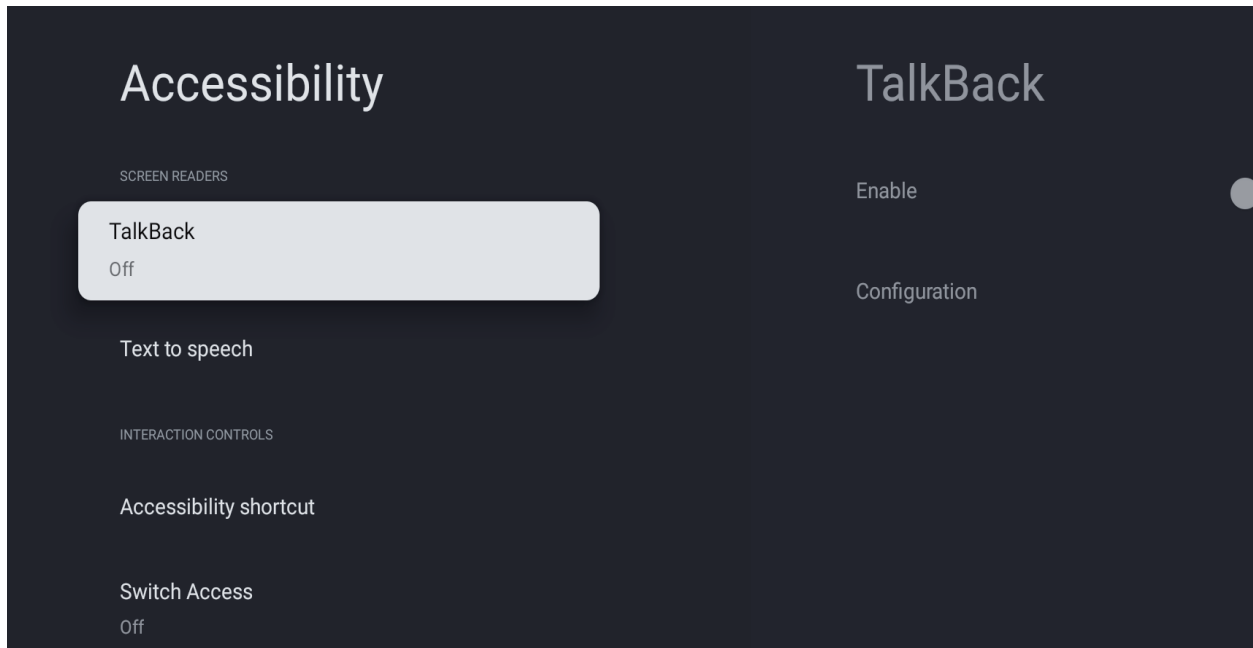 Accessibility
SCREEN READERS
TalkBack
Off
Text to speech
INTERACTION CONTROLS
Accessibility shortcut
Switch Access
Off
TalkBack
Enable
Configuration